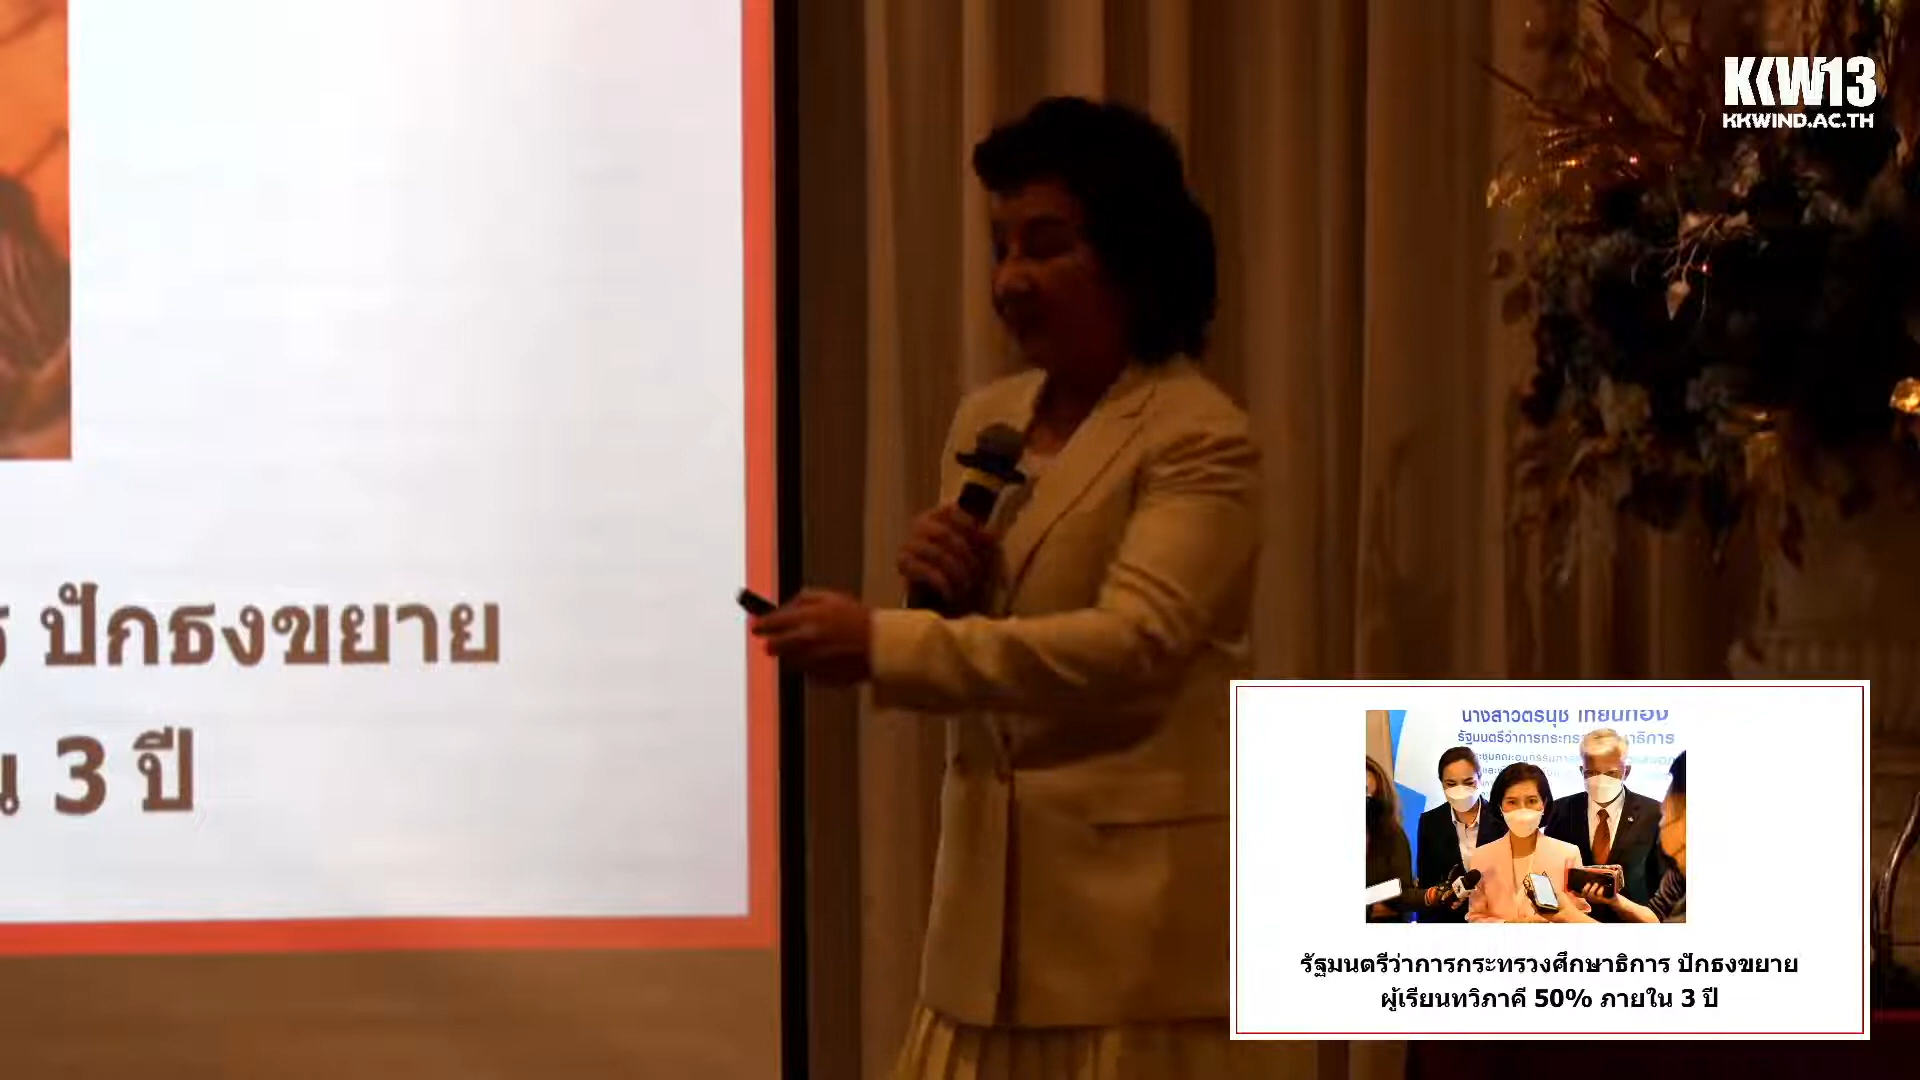 KKW13
KKWIND.AC.TH
ปักธงขยาย
3 ปี
นางสาวตรีนุช เทียนทอง
รัฐมนตรีว่าการกระทรวงศึกษาธิการ
รัฐมนตรีว่าการกระทรวงศึกษาธิการ ปักธงขยาย
ผู้เรียนทวิภาคี 50% ภายใน 3 ปี